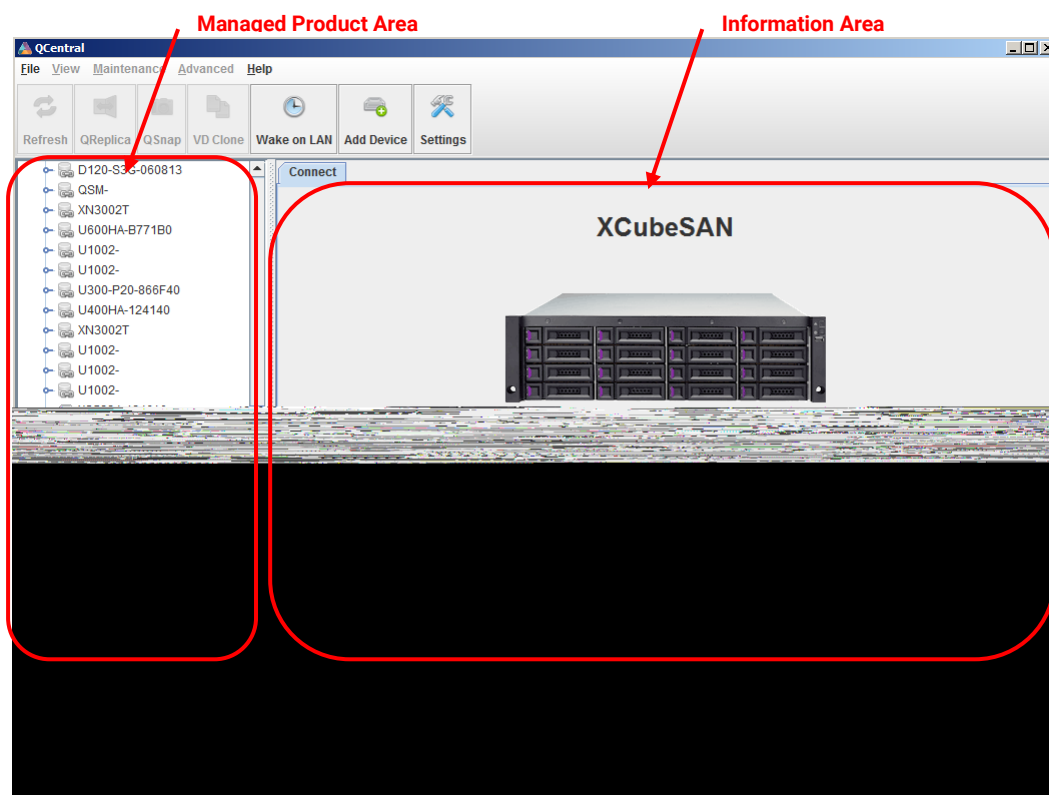 Managed Product Area
Information Area
QCentral
File View Maintenance Advanced Help
Refresh QReplica QSnap VD Clone Wake on LAN Add Device Settings
Connect
D120-S3G-060813
QSM-
XN3002T
U600HA-B771B0
U1002-
U1002-
U300-P20-866F40
U400HA-124140
XN3002T
U1002-
U1002-
U1002-
XCubeSAN